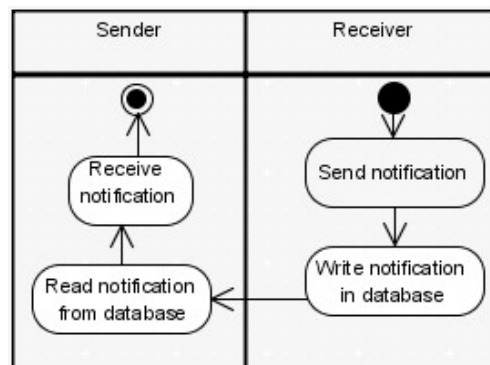 Sender
Receiver
Receive
notification
Send notification
Read notification
from database
Write notification
in database